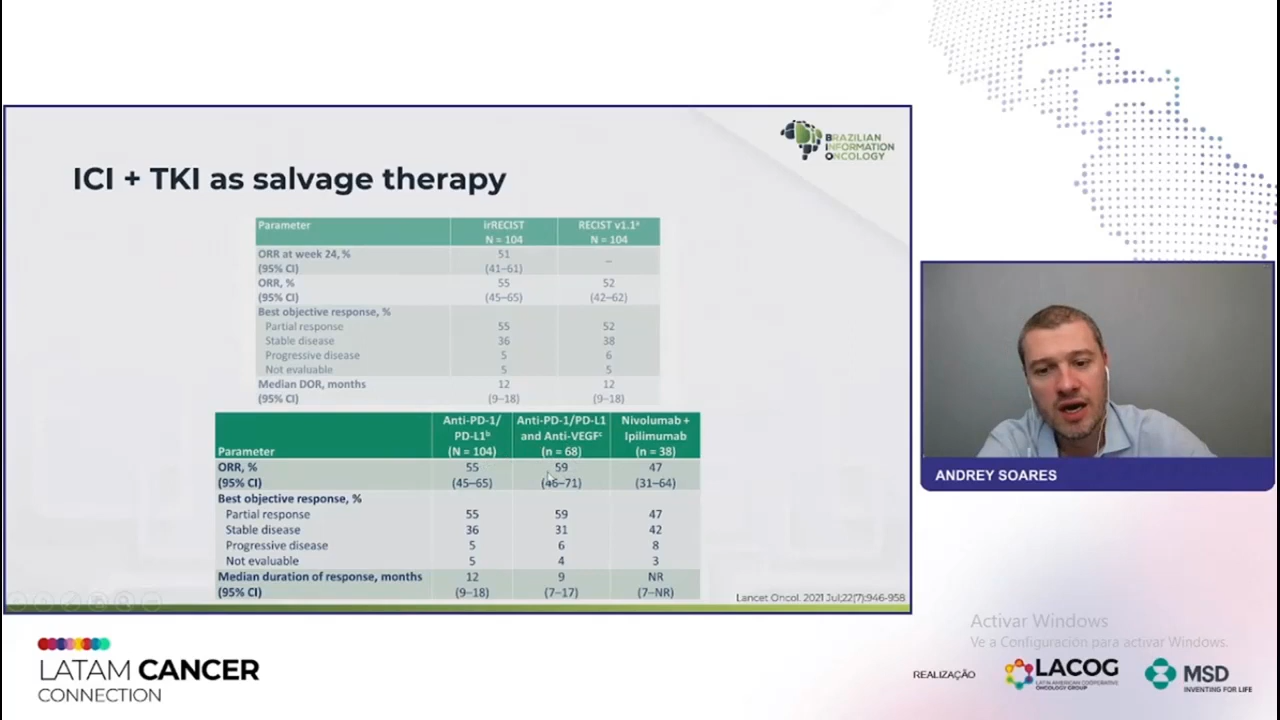 BRAZILIAN
INFORMATION
ONCOLOGY
ICI + TKI as salvage therapy
Parameter irRECIST RECIST v1.1ᵃ
N = 104 N = 104
ORR at week 24, % 51 –
(95% CI) (41–61)
ORR, % 55 52
(95% CI) (45–65) (42–62)
Best objective response, %
Partial response 55 52
Stable disease 36 38
Progressive disease 5 6
Not evaluable 5 5
Median DOR, months 12 12
(95% CI) (9–18) (9–18)
Anti-PD-1/ Anti-PD-1/PD-L1 Nivolumab +
PD-L1ᵇ and Anti-VEGFᶜ Ipilimumab
Parameter (N = 104) (n = 68) (n = 38)
ORR, % 55 59 47
(95% CI) (45–65) (46–71) (31–64)
Best objective response, %
Partial response 55 59 47
Stable disease 36 31 42
Progressive disease 5 6 8
Not evaluable 5 4 3
Median duration of response, months 12 9 NR
(95% CI) (9–18) (7–17) (7–NR)
Lancet Oncol. 2021 Jul;22(7):946-958
ANDREY SOARES
Activar Windows
Ve a Configuración para activar Windows.
LATAM CANCER
CONNECTION
REALIZAÇÃO
LACOG
LATIN AMERICAN COOPERATIVE
ONCOLOGY GROUP
MSD
INVENTING FOR LIFE